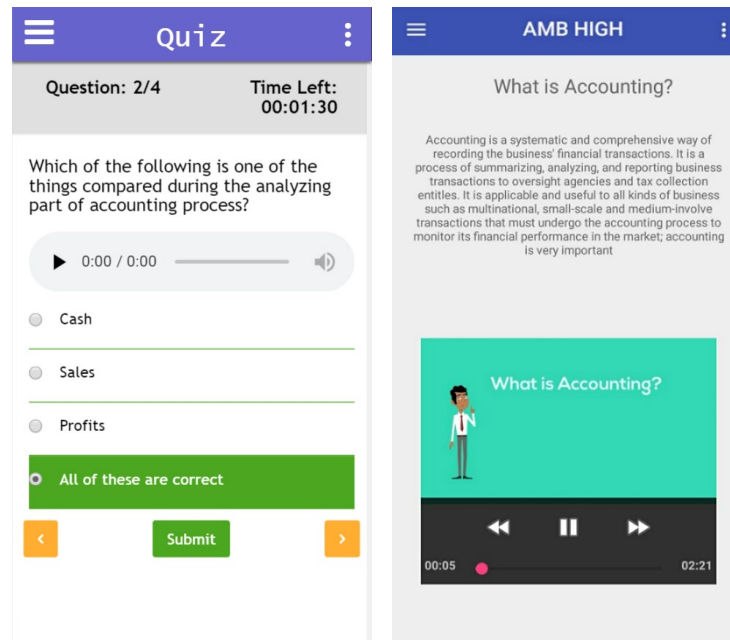 Quiz
Question: 2/4
Time Left:
00:01:30
Which of the following is one of the
things compared during the analyzing
part of accounting process?
0:00 / 0:00
Cash
Sales
Profits
All of these are correct
Submit
AMB HIGH
What is Accounting?
Accounting is a systematic and comprehensive way of
recording the business' financial transactions. It is a
process of summarizing, analyzing, and reporting business
transactions to oversight agencies and tax collection
entitles. It is applicable and useful to all kinds of business
such as multinational, small-scale and medium-involve
transactions that must undergo the accounting process to
monitor its financial performance in the market; accounting
is very important
What is Accounting?
00:05
02:21